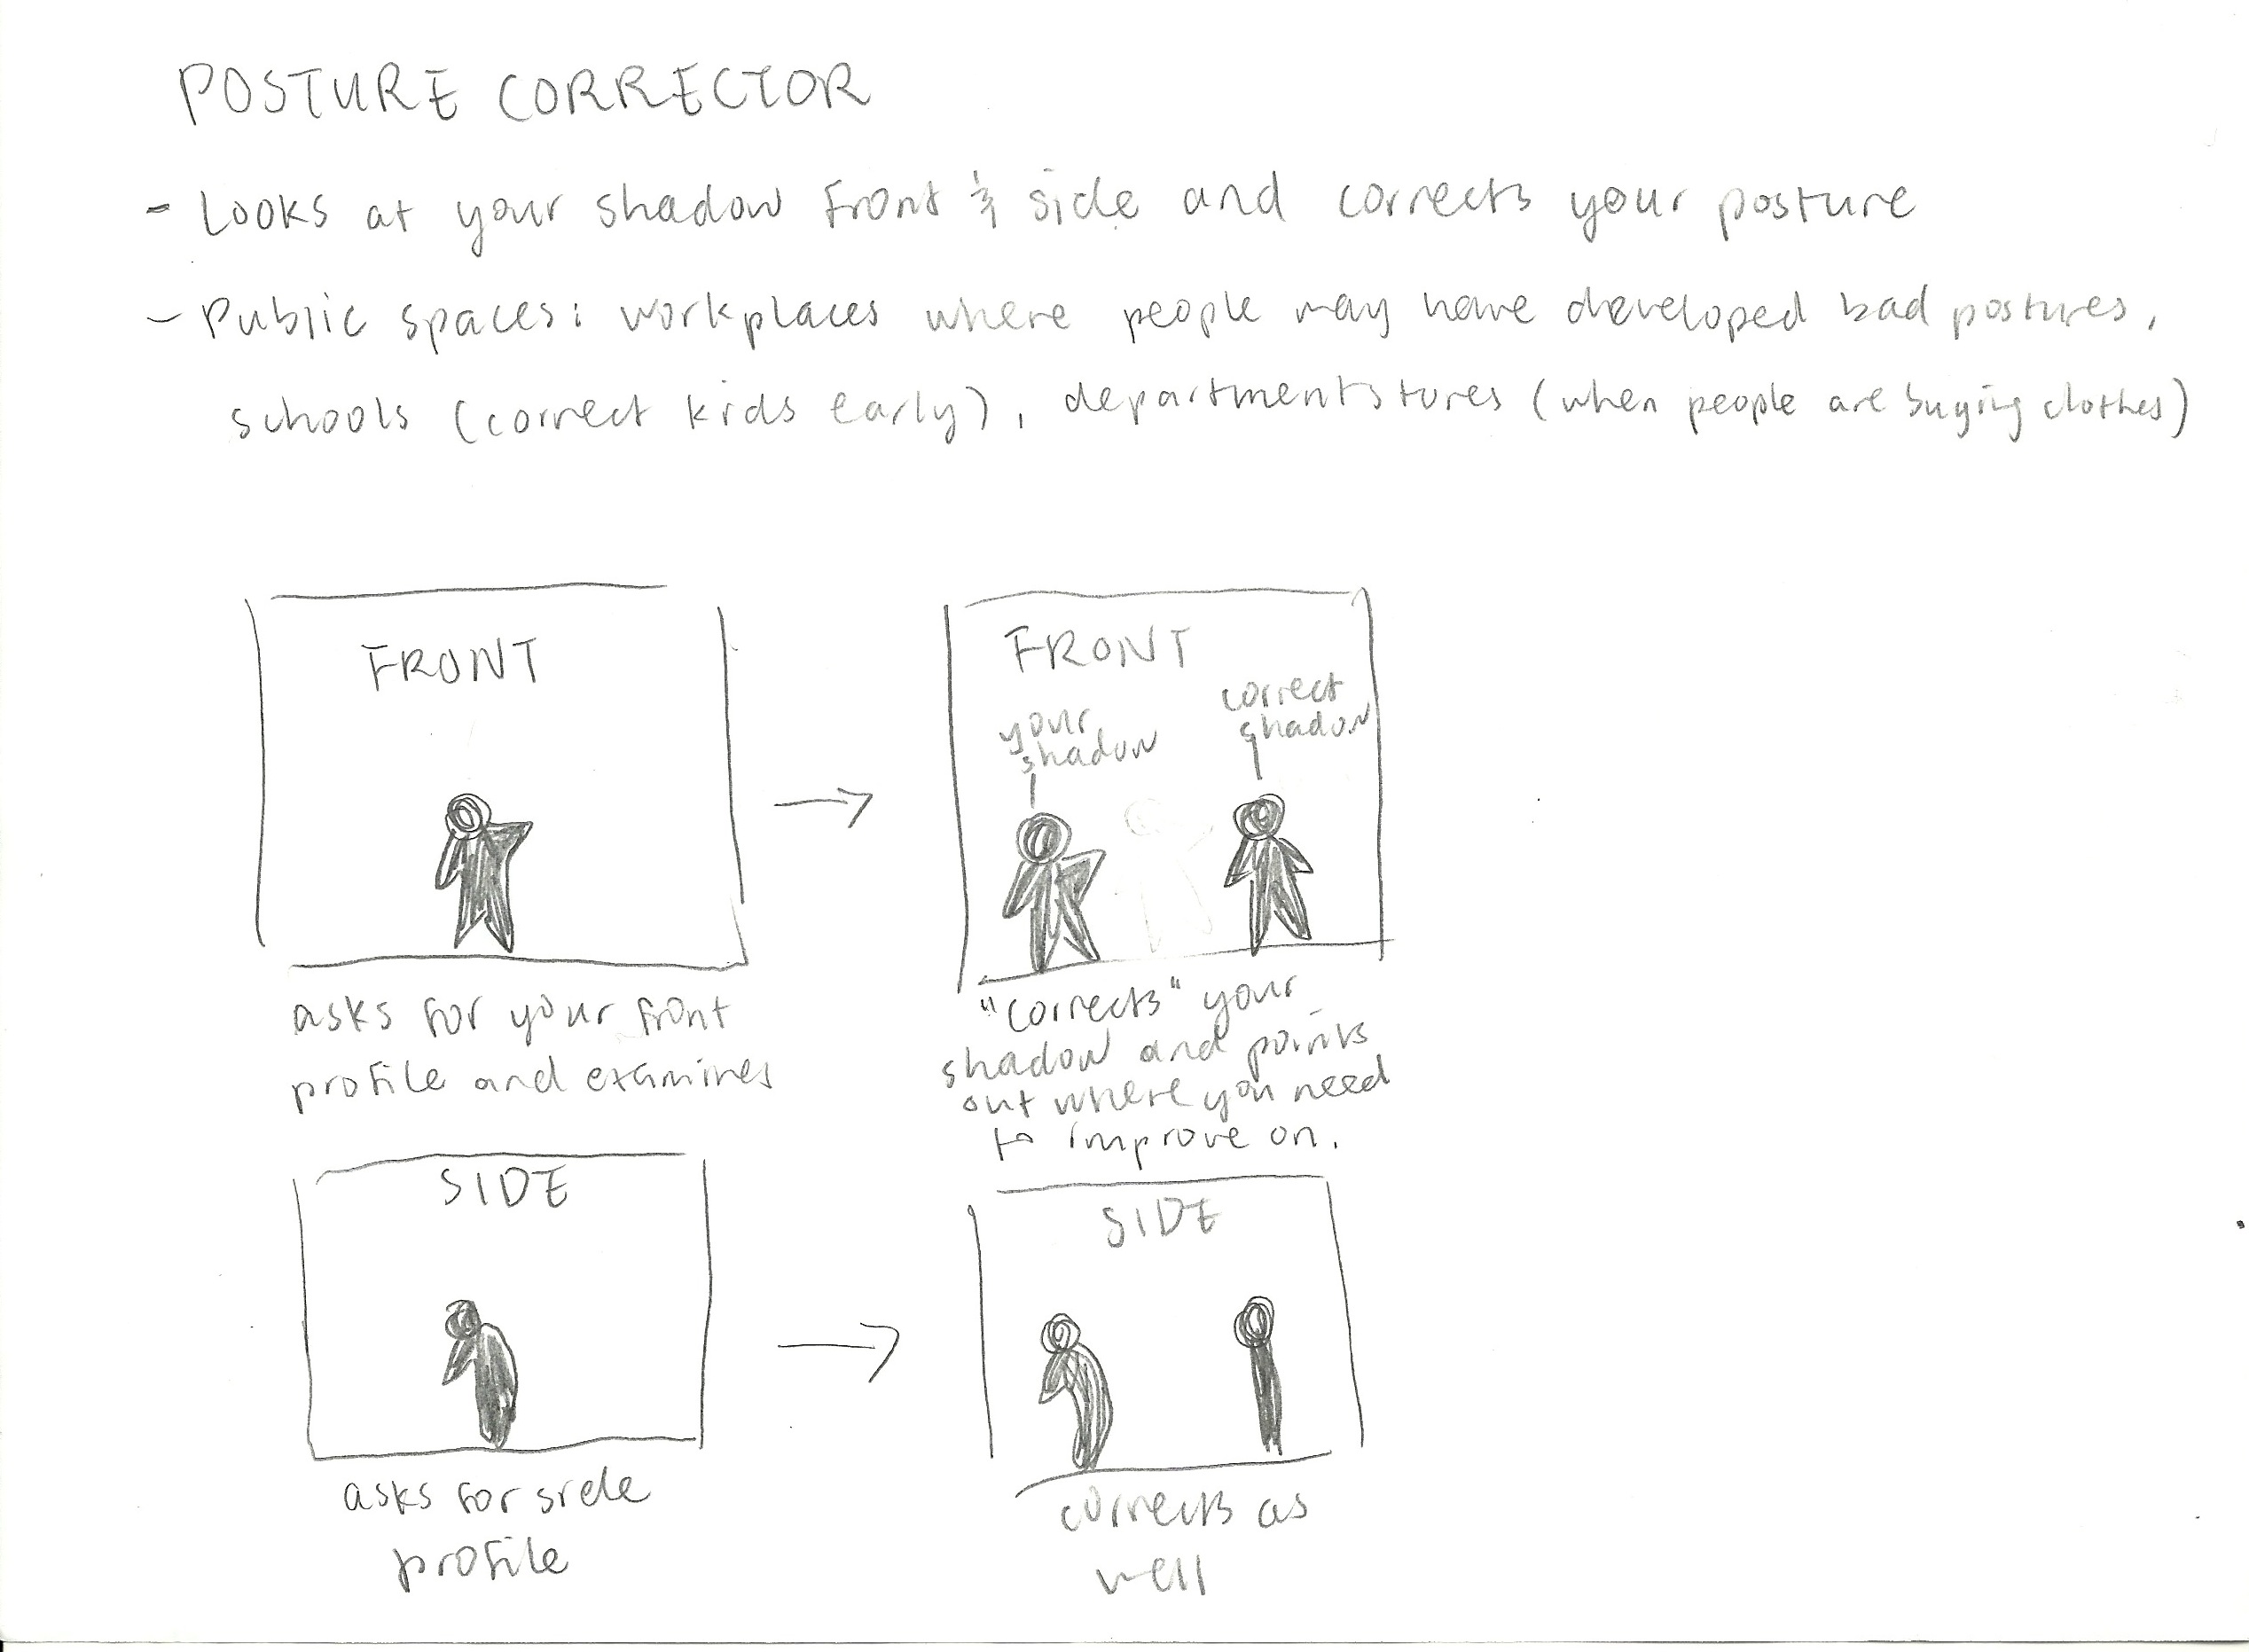 POSTURE CORRECTOR
- Looks at your shadow front & side and corrects your posture
- Public spaces: workplaces where people may have developed bad postures,
schools (correct kids early), department stores (when people are buying clothes)
FRONT
asks for your front
profile and examines
FRONT
your
shadow
correct
shadow
"corrects" your
shadow and points
out where you need
to improve on.
SIDE
asks for side
profile
SIDE
corrects as
well